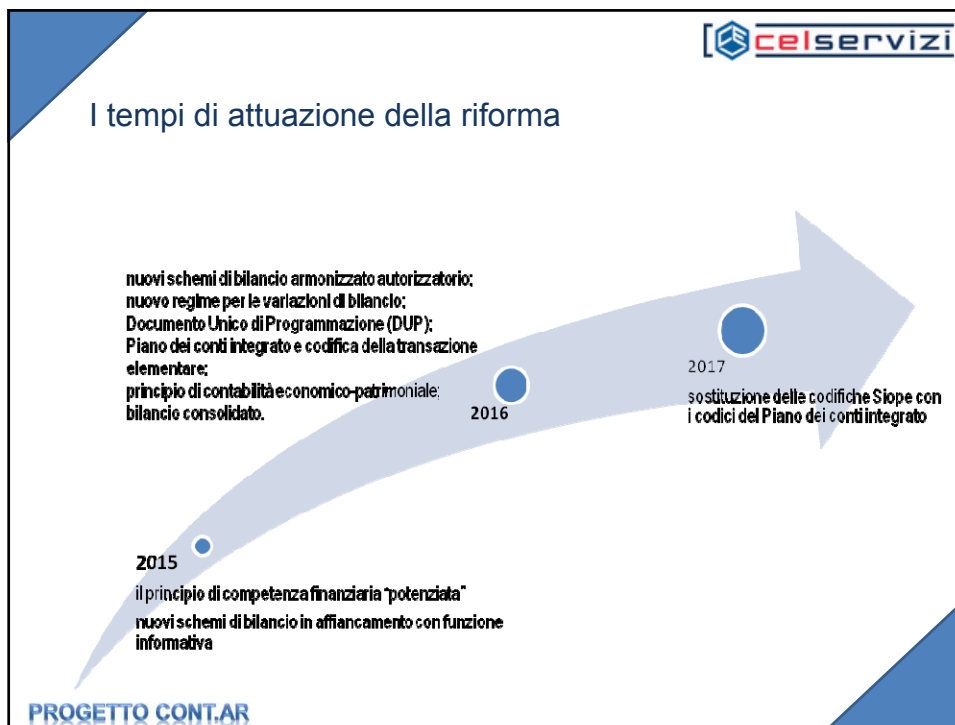 celservizi
I tempi di attuazione della riforma
nuovi schemi di bilancio armonizzato autorizzatorio;
nuovo regime per le variazioni di bilancio;
Documento Unico di Programmazione (DUP);
Piano dei conti integrato e codifica della transazione
elementare;
principio di contabilità economico-patrimoniale;
bilancio consolidato.
2016
2017
sostituzione delle codifiche Siope con
i codici del Piano dei conti integrato
2015
il principio di competenza finanziaria “potenziata”
nuovi schemi di bilancio in affiancamento con funzione
informativa
PROGETTO CONT.AR